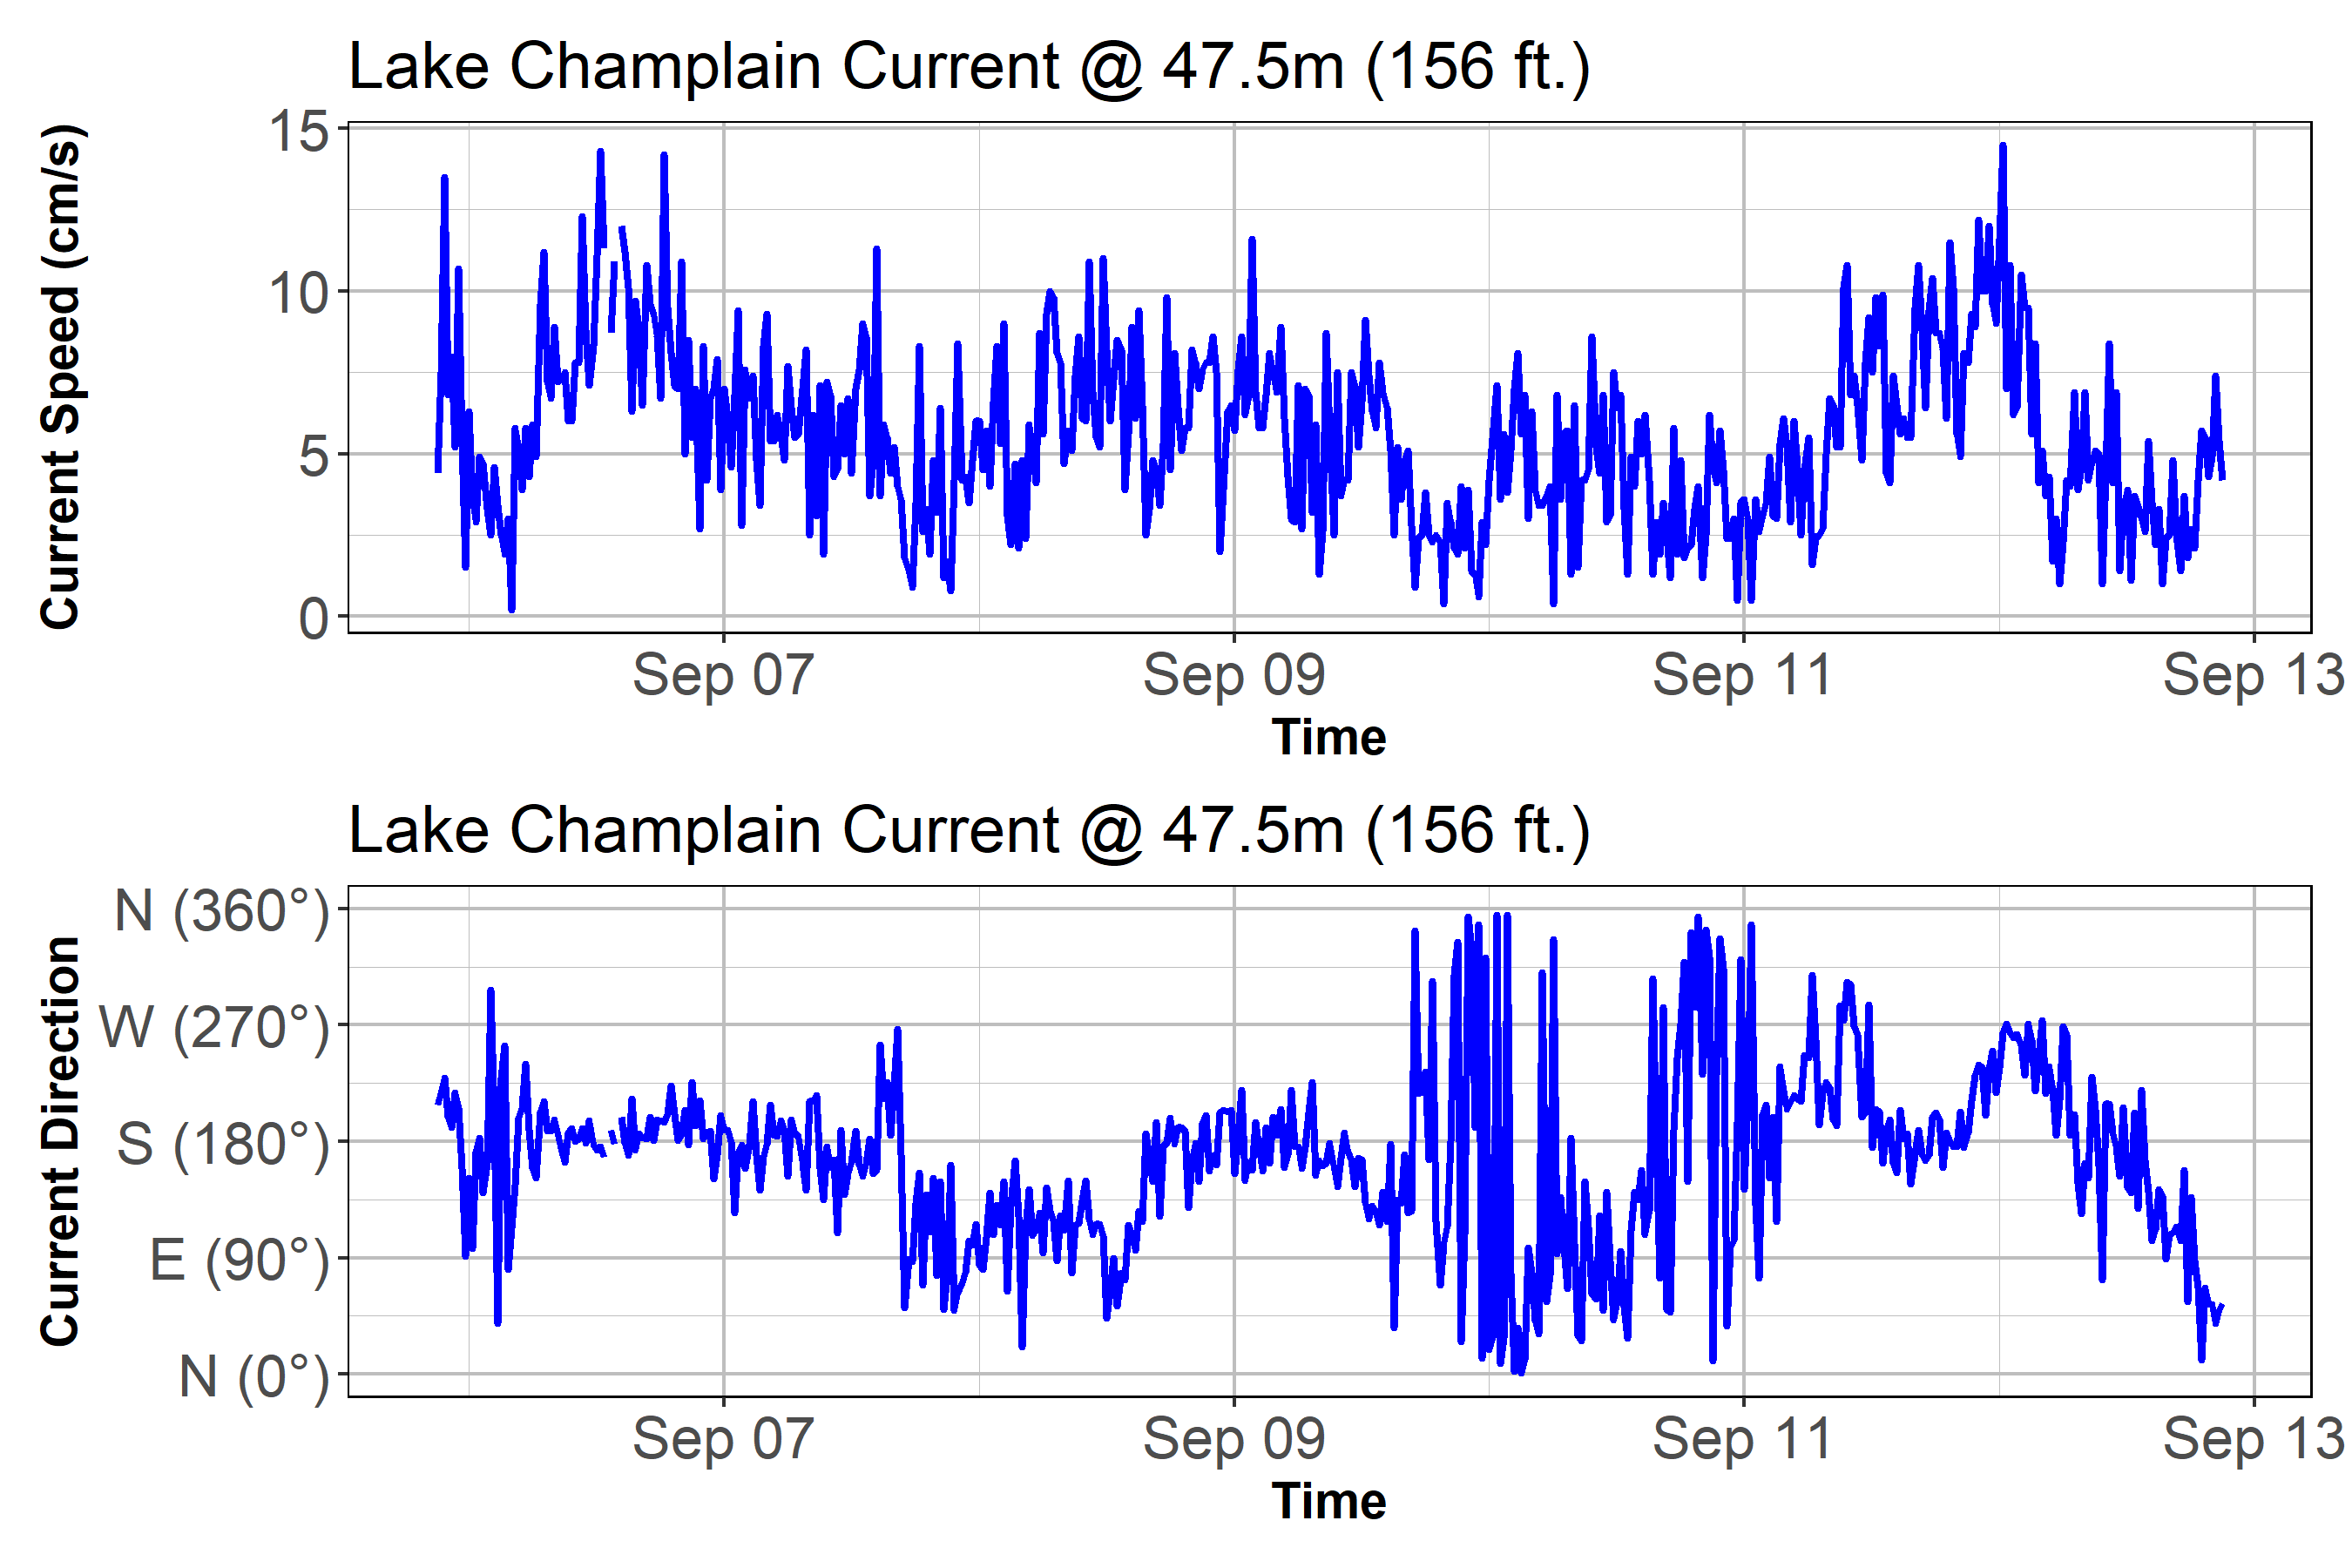 Lake Champlain Current @ 47.5m (156 ft.)
Current Speed (cm/s)
15
10
5
0
Sep 07 Sep 09 Sep 11 Sep 13
Time
Lake Champlain Current @ 47.5m (156 ft.)
Current Direction
N (360°)
W (270°)
S (180°)
E (90°)
N (0°)
Sep 07 Sep 09 Sep 11 Sep 13
Time